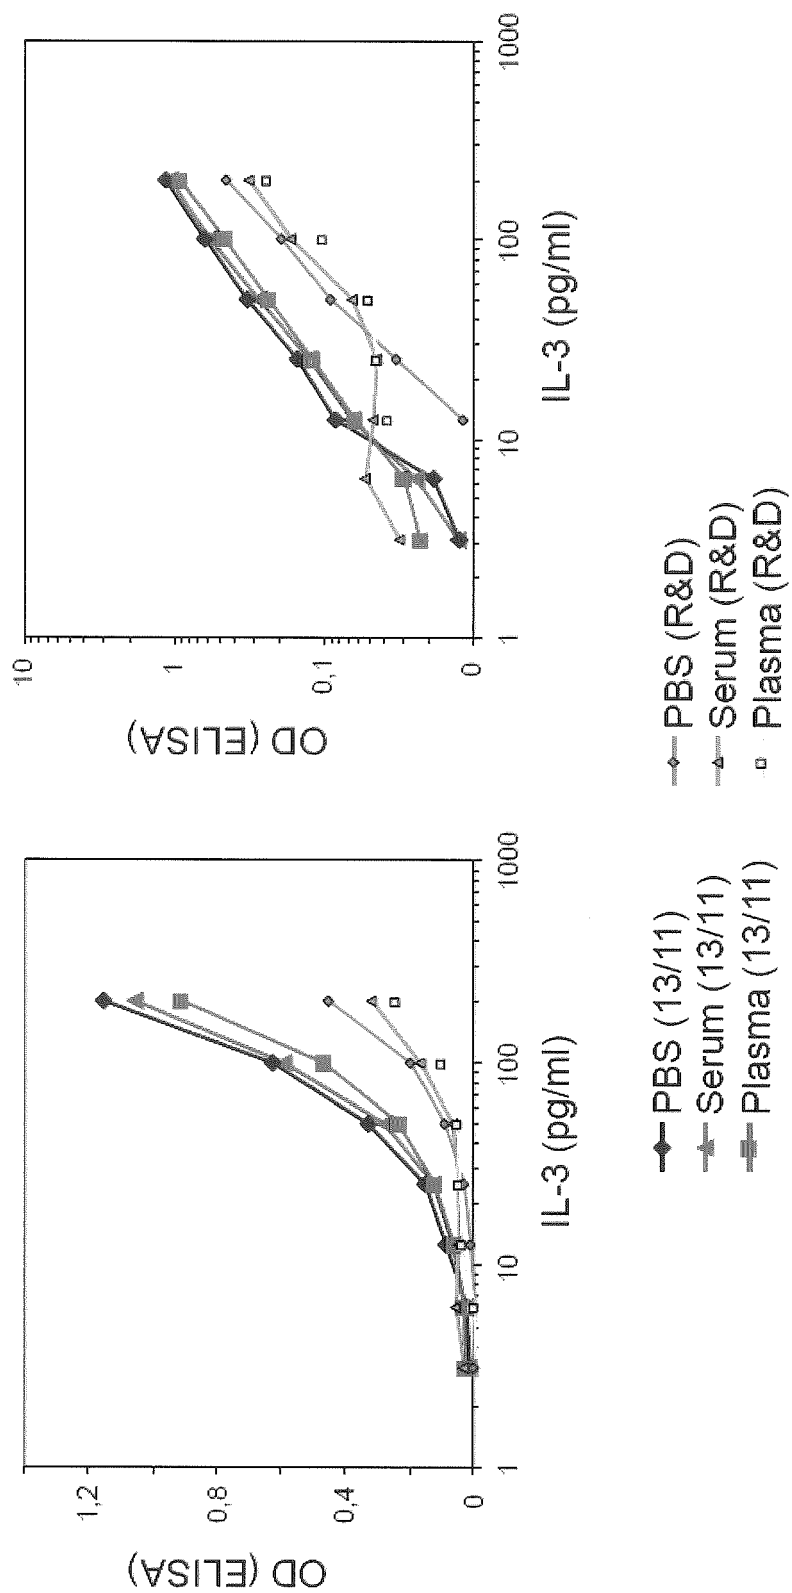 OD (ELISA)
1,2
0,8
0,4
0
1
10
100
1000
IL-3 (pg/ml)
PBS (13/11)
Serum (13/11)
Plasma (13/11)
OD (ELISA)
10
1
0,1
0
1
10
100
1000
IL-3 (pg/ml)
PBS (R&D)
Serum (R&D)
Plasma (R&D)